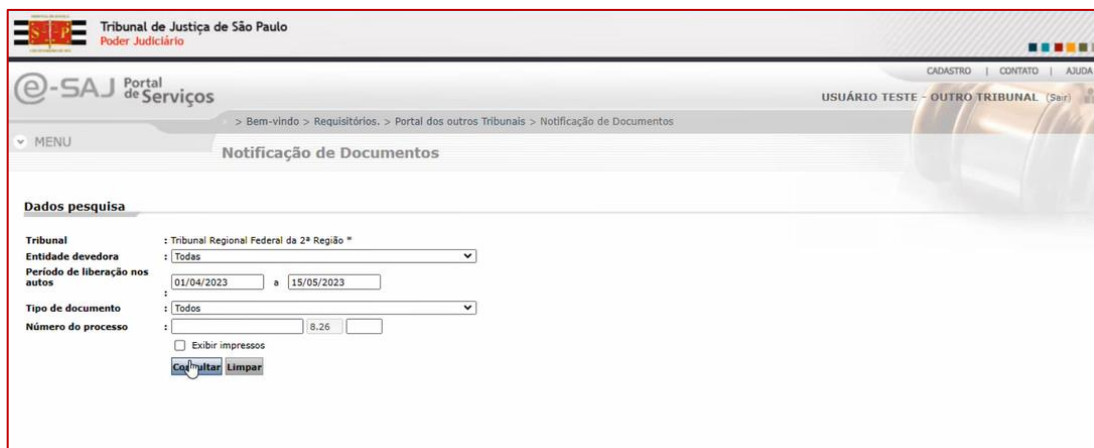 Tribunal de Justiça de São Paulo
Poder Judiciário
S P
CADASTRO | CONTATO | AJUDA
e-SAJ Portal de Serviços
USUÁRIO TESTE - OUTRO TRIBUNAL (Sair)
> Bem-vindo > Requisitórios. > Portal dos outros Tribunais > Notificação de Documentos
MENU
Notificação de Documentos
Dados pesquisa
Tribunal : Tribunal Regional Federal da 2ª Região *
Entidade devedora : Todas
Período de liberação nos
autos : 01/04/2023 a 15/05/2023
Tipo de documento : Todos
Número do processo : 8.26
Exibir impressos
Consultar Limpar